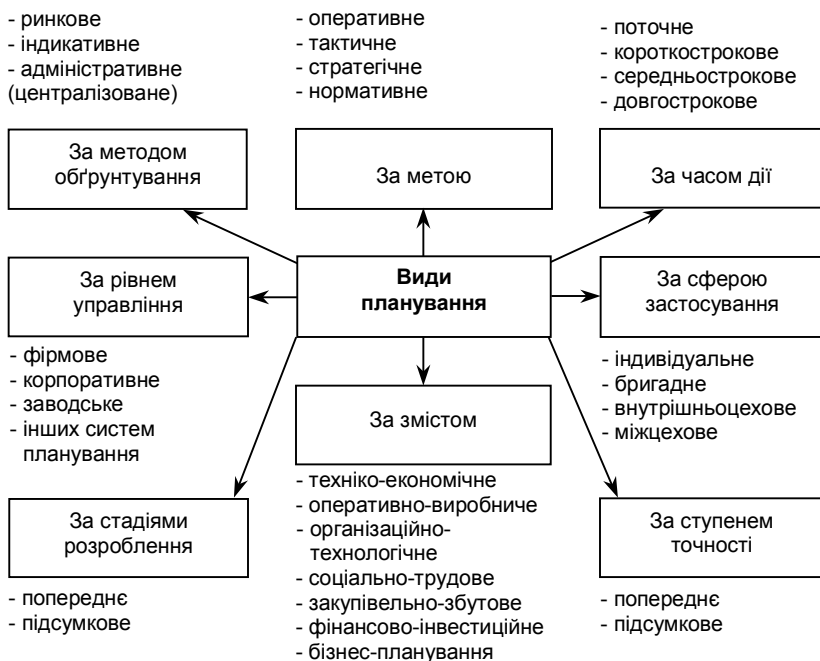 - ринкове
- індикативне
- адміністративне
(централізоване)
- оперативне
- тактичне
- стратегічне
- нормативне
- поточне
- короткострокове
- середньострокове
- довгострокове
За методом
обґрунтування
За метою
За часом дії
За рівнем
управління
Види
планування
За сферою
застосування
- фірмове
- корпоративне
- заводське
- інших систем
планування
За змістом
- індивідуальне
- бригадне
- внутрішньоцехове
- міжцехове
За стадіями
розроблення
- техніко-економічне
- оперативно-виробниче
- організаційно-
технологічне
- соціально-трудове
- закупівельно-збутове
- фінансово-інвестиційне
- бізнес-планування
За ступенем
точності
- попереднє
- підсумкове
- попереднє
- підсумкове